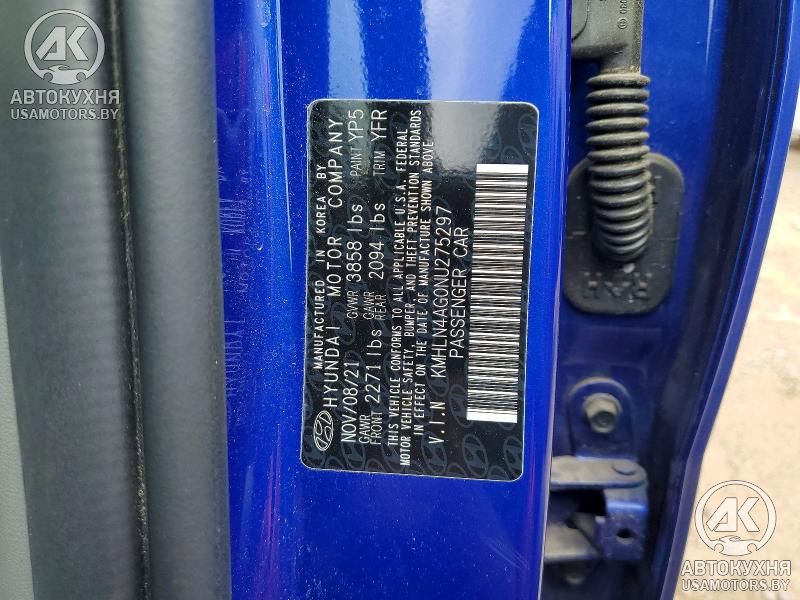 АК
АВТОКУХНЯ
USAMOTORS.BY
MANUFACTURED IN KOREA BY
HYUNDAI MOTOR COMPANY
NOV/08/21 GVWR 3858 lbs PAINT YP5
GAWR FRONT 2271 lbs GAWR REAR 2094 lbs TRIM YFR
THIS VEHICLE CONFORMS TO ALL APPLICABLE U.S.A. FEDERAL
MOTOR VEHICLE SAFETY, BUMPER, AND THEFT PREVENTION STANDARDS
IN EFFECT ON THE DATE OF MANUFACTURE SHOWN ABOVE
V.I.N KMHLN4AG0NU275297
PASSENGER CAR
RH
АК
АВТОКУХНЯ
USAMOTORS.BY